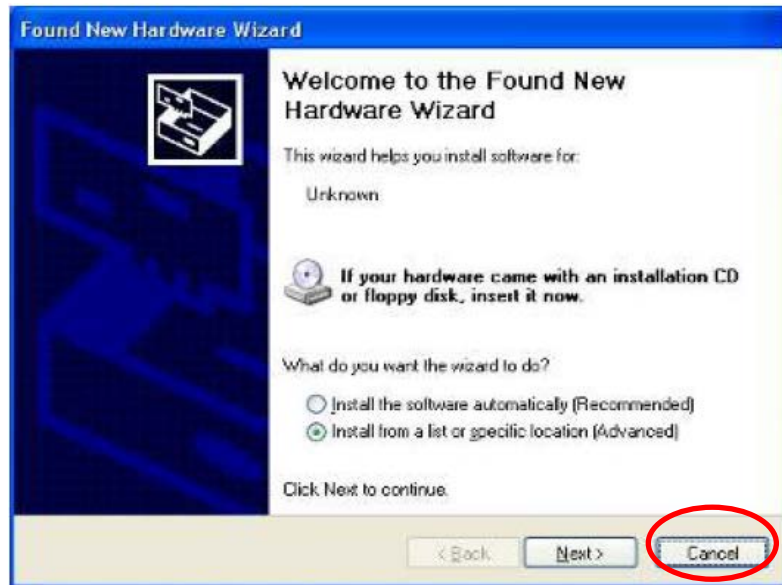 Found New Hardware Wizard
Welcome to the Found New
Hardware Wizard
This wizard helps you install software for:
Unknown
If your hardware came with an installation CD
or floppy disk, insert it now.
What do you want the wizard to do?
Install the software automatically (Recommended)
Install from a list or specific location (Advanced)
Click Next to continue.
< Back Next > Cancel